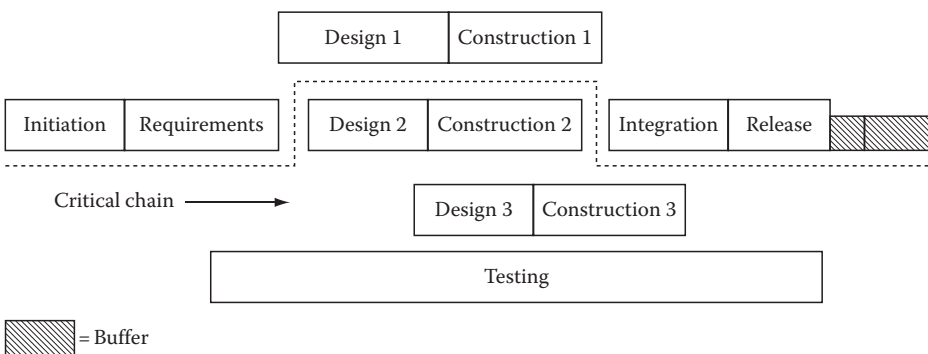 Design 1 Construction 1
Initiation Requirements Design 2 Construction 2 Integration Release
Critical chain
Design 3 Construction 3
Testing
= Buffer